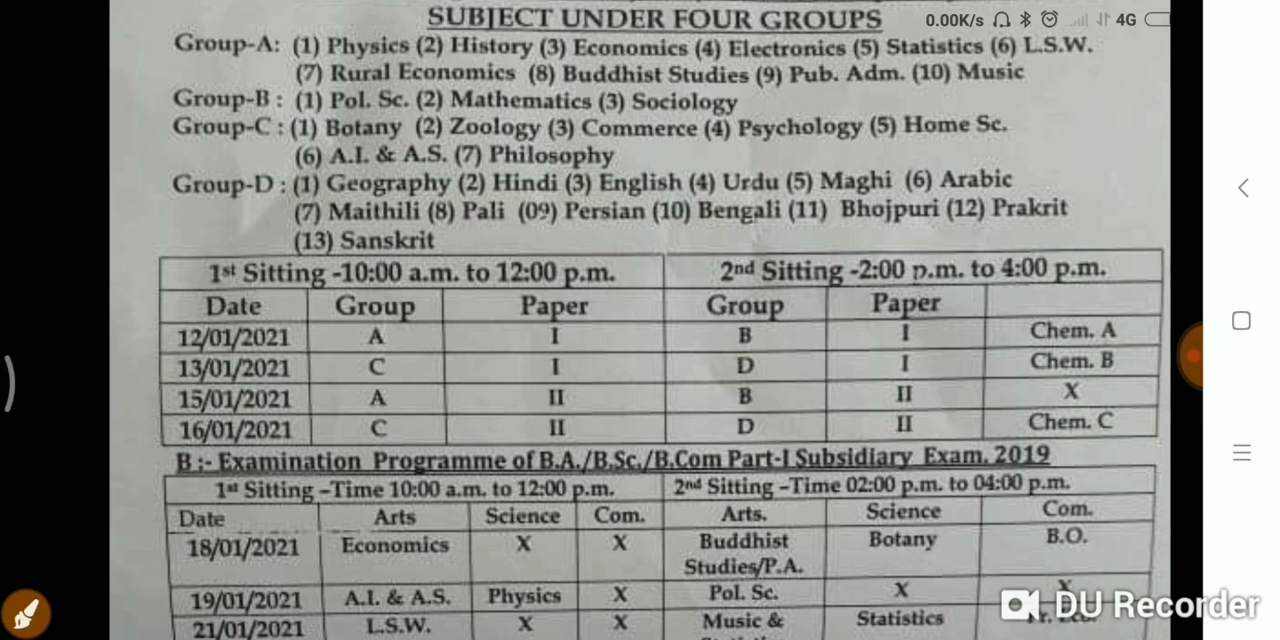 SUBJECT UNDER FOUR GROUPS
0.00K/s 4G
Group-A: (1) Physics (2) History (3) Economics (4) Electronics (5) Statistics (6) L.S.W.
(7) Rural Economics (8) Buddhist Studies (9) Pub. Adm. (10) Music
Group-B : (1) Pol. Sc. (2) Mathematics (3) Sociology
Group-C : (1) Botany (2) Zoology (3) Commerce (4) Psychology (5) Home Sc.
(6) A.I. & A.S. (7) Philosophy
Group-D : (1) Geography (2) Hindi (3) English (4) Urdu (5) Maghi (6) Arabic
(7) Maithili (8) Pali (09) Persian (10) Bengali (11) Bhojpuri (12) Prakrit
(13) Sanskrit
1st Sitting -10:00 a.m. to 12:00 p.m. 2nd Sitting -2:00 p.m. to 4:00 p.m.
Date Group Paper Group Paper
12/01/2021 A I B I Chem. A
13/01/2021 C I D I Chem. B
15/01/2021 A II B II X
16/01/2021 C II D II Chem. C
B :- Examination Programme of B.A./B.Sc./B.Com Part-I Subsidiary Exam. 2019
1st Sitting –Time 10:00 a.m. to 12:00 p.m. 2nd Sitting –Time 02:00 p.m. to 04:00 p.m.
Date Arts Science Com. Arts. Science Com.
18/01/2021 Economics X X Buddhist Botany B.O.
Studies/P.A.
19/01/2021 A.I. & A.S. Physics X Pol. Sc. X X
DU Recorder
21/01/2021 L.S.W. X X Music & Statistics